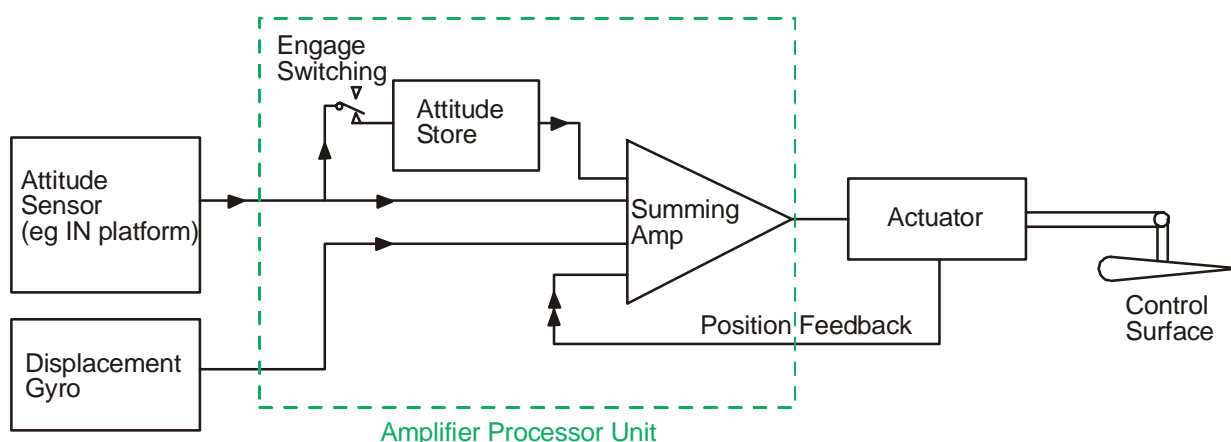 Engage
Switching
Attitude
Store
Attitude
Sensor
(eg IN platform)
Summing
Amp
Actuator
Position Feedback
Control
Surface
Displacement
Gyro
Amplifier Processor Unit